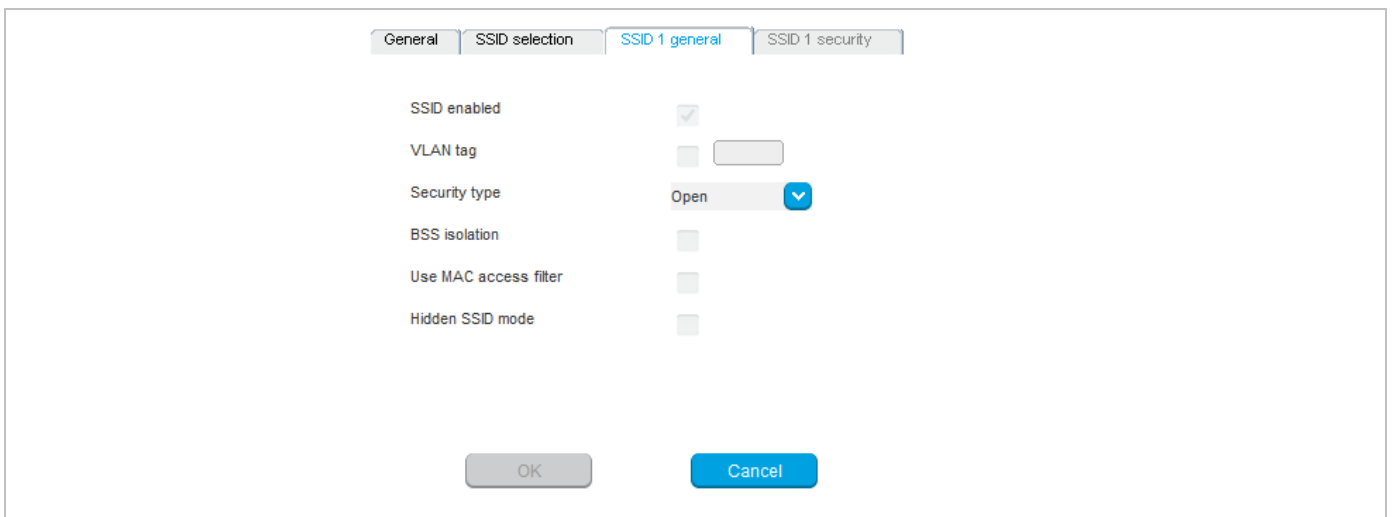 General SSID selection SSID 1 general SSID 1 security
SSID enabled
VLAN tag
Security type Open
BSS isolation
Use MAC access filter
Hidden SSID mode
OK Cancel